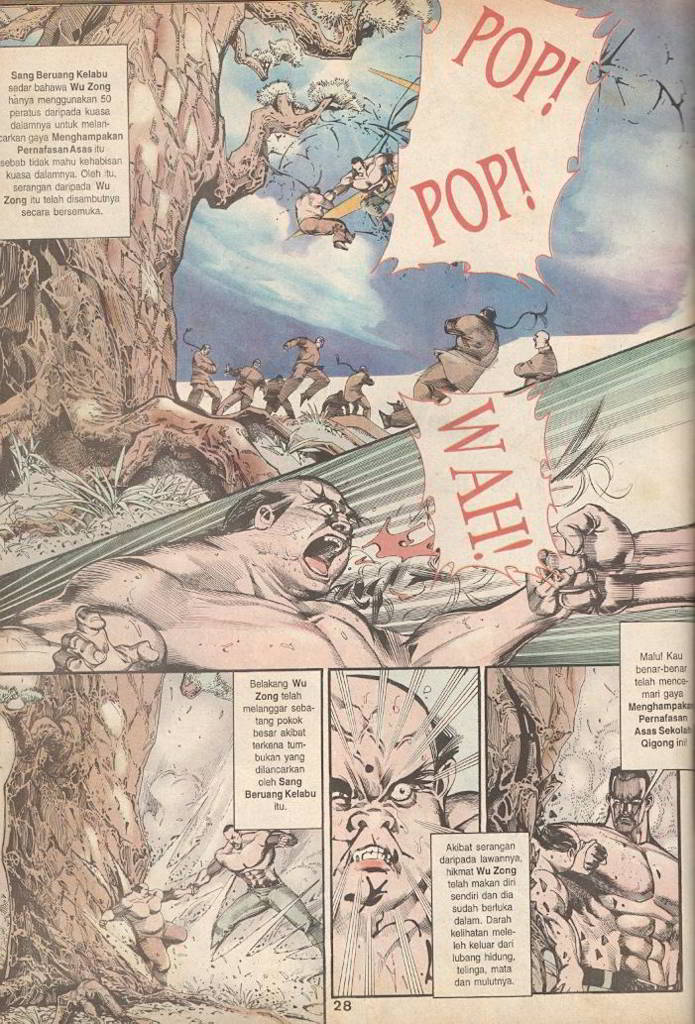 Sang Beruang Kelabu
sedar bahawa Wu Zong
hanya menggunakan 50
peratus daripada kuasa
dalamnya untuk melan-
carkan gaya Menghampakan
Pernafasan Asas itu
sebab tidak mahu kehabisan
kuasa dalamnya. Oleh itu,
serangan daripada Wu
Zong itu telah disambutnya
secara bersemuka.
POP!
POP!
WAH!
Belakang Wu
Zong telah
melanggar seba-
tang pokok
besar akibat
terkena tum-
bukan yang
dilancarkan
oleh Sang
Beruang Kelabu
itu.
Akibat serangan
daripada lawannya,
hikmat Wu Zong
telah makan diri
sendiri dan dia
sudah berluka
dalam. Darah
kelihatan mele-
leh keluar dari
lubang hidung,
telinga, mata
dan mulutnya.
Malu! Kau
benar-benar
telah mence-
mari gaya
Menghampakan
Pernafasan
Asas Sekolah
Qigong ini!
28